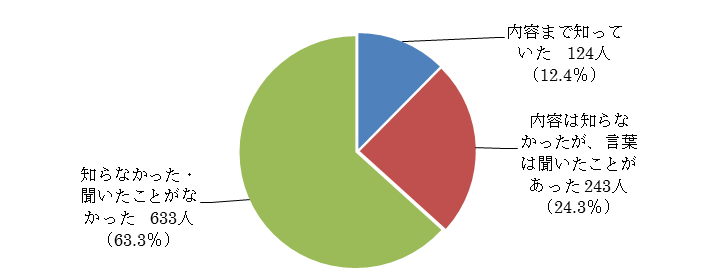 内容まで知って
いた　124人
（12.4％）
内容は知らな
かったが、言葉
は聞いたことが
あった 243人
（24.3％）
知らなかった・
聞いたことがな
かった　633人
（63.3％）